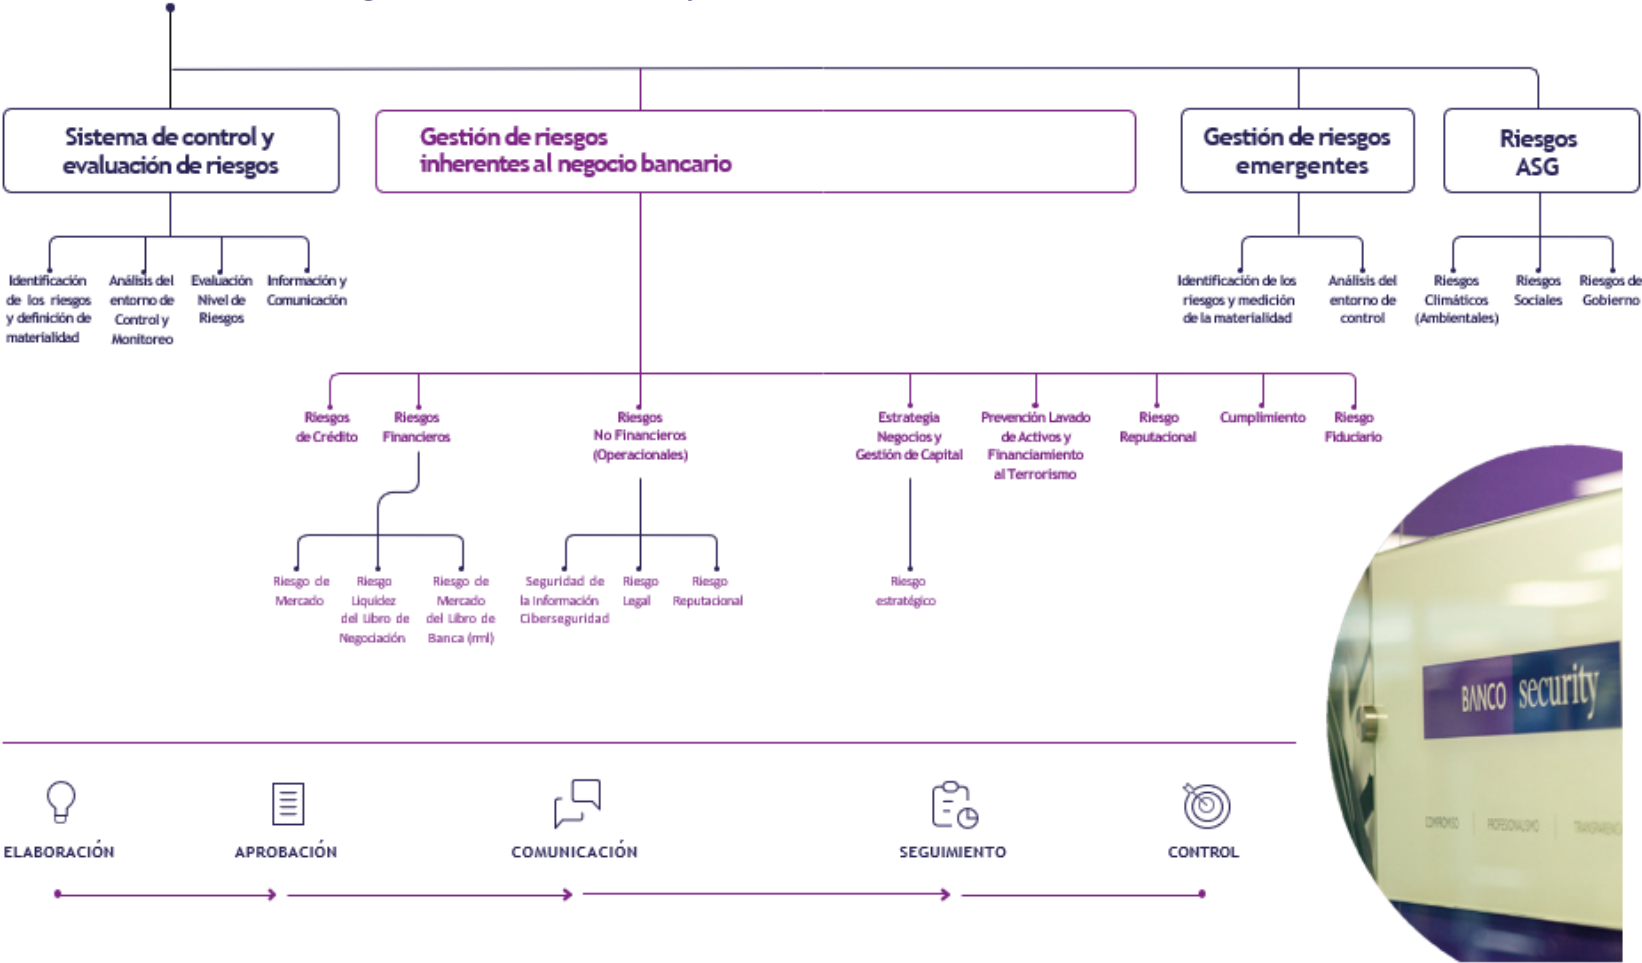 Sistema de control y
evaluación de riesgos
Gestión de riesgos
inherentes al negocio bancario
Gestión de riesgos
emergentes
Riesgos
ASG
Identificación
de los riesgos
y definición de
materialidad
Análisis del
entorno de
Control y
Monitoreo
Evaluación
Nivel de
Riesgos
Información y
Comunicación
Identificación de los
riesgos y medición
de la materialidad
Análisis del
entorno de
control
Riesgos
Climáticos
(Ambientales)
Riesgos
Sociales
Riesgos de
Gobierno
Riesgos
de Crédito
Riesgos
Financieros
Riesgos
No Financieros
(Operacionales)
Estrategia
Negocios y
Gestión de Capital
Prevención Lavado
de Activos y
Financiamiento
al Terrorismo
Riesgo
Reputacional
Cumplimiento
Riesgo
Fiduciario
Riesgo de
Mercado
Riesgo
Liquidez
del Libro de
Negociación
Riesgo de
Mercado
del Libro de
Banca (rml)
Seguridad de
la Información
Ciberseguridad
Riesgo
Legal
Riesgo
Reputacional
Riesgo
estratégico
BANCO security
COMPROMISO
PROFESIONALISMO
ELABORACIÓN
APROBACIÓN
COMUNICACIÓN
SEGUIMIENTO
CONTROL